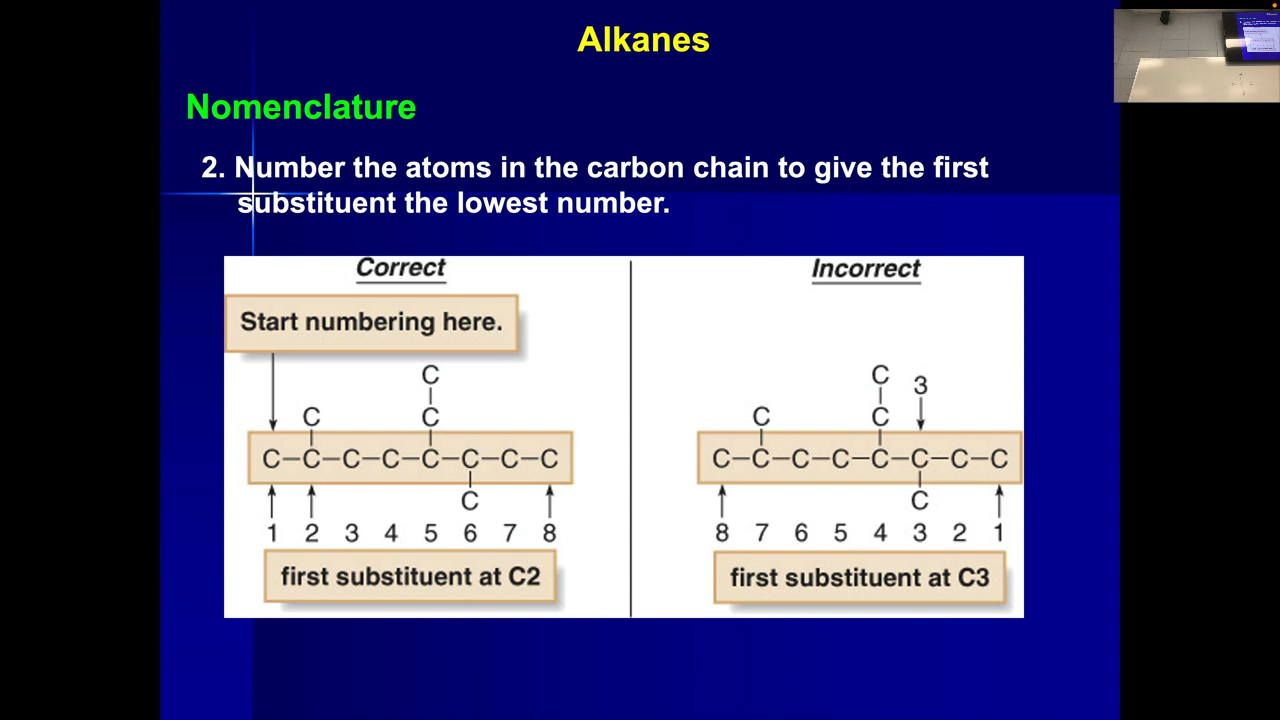 Alkanes
Nomenclature
2. Number the atoms in the carbon chain to give the first
substituent the lowest number.
Correct
Start numbering here.
C
C C
C-C-C-C-C-C-C-C
C
1 2 3 4 5 6 7 8
first substituent at C2
Incorrect
C 3
C C
C-C-C-C-C-C-C-C
C
8 7 6 5 4 3 2 1
first substituent at C3